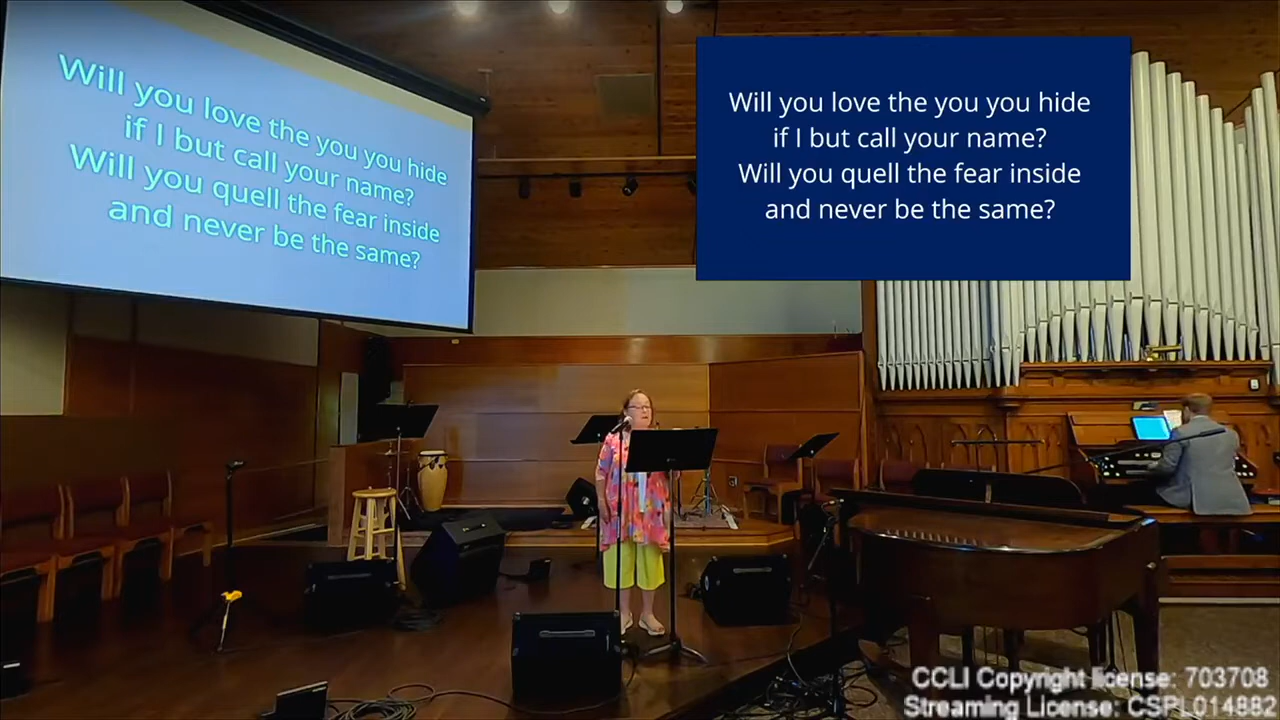 Will you love the you you hide
if I but call your name?
Will you quell the fear inside
and never be the same?
Will you love the you you hide
if I but call your name?
Will you quell the fear inside
and never be the same?
CCLI Copyright license: 703708
Streaming License: CSPL014882